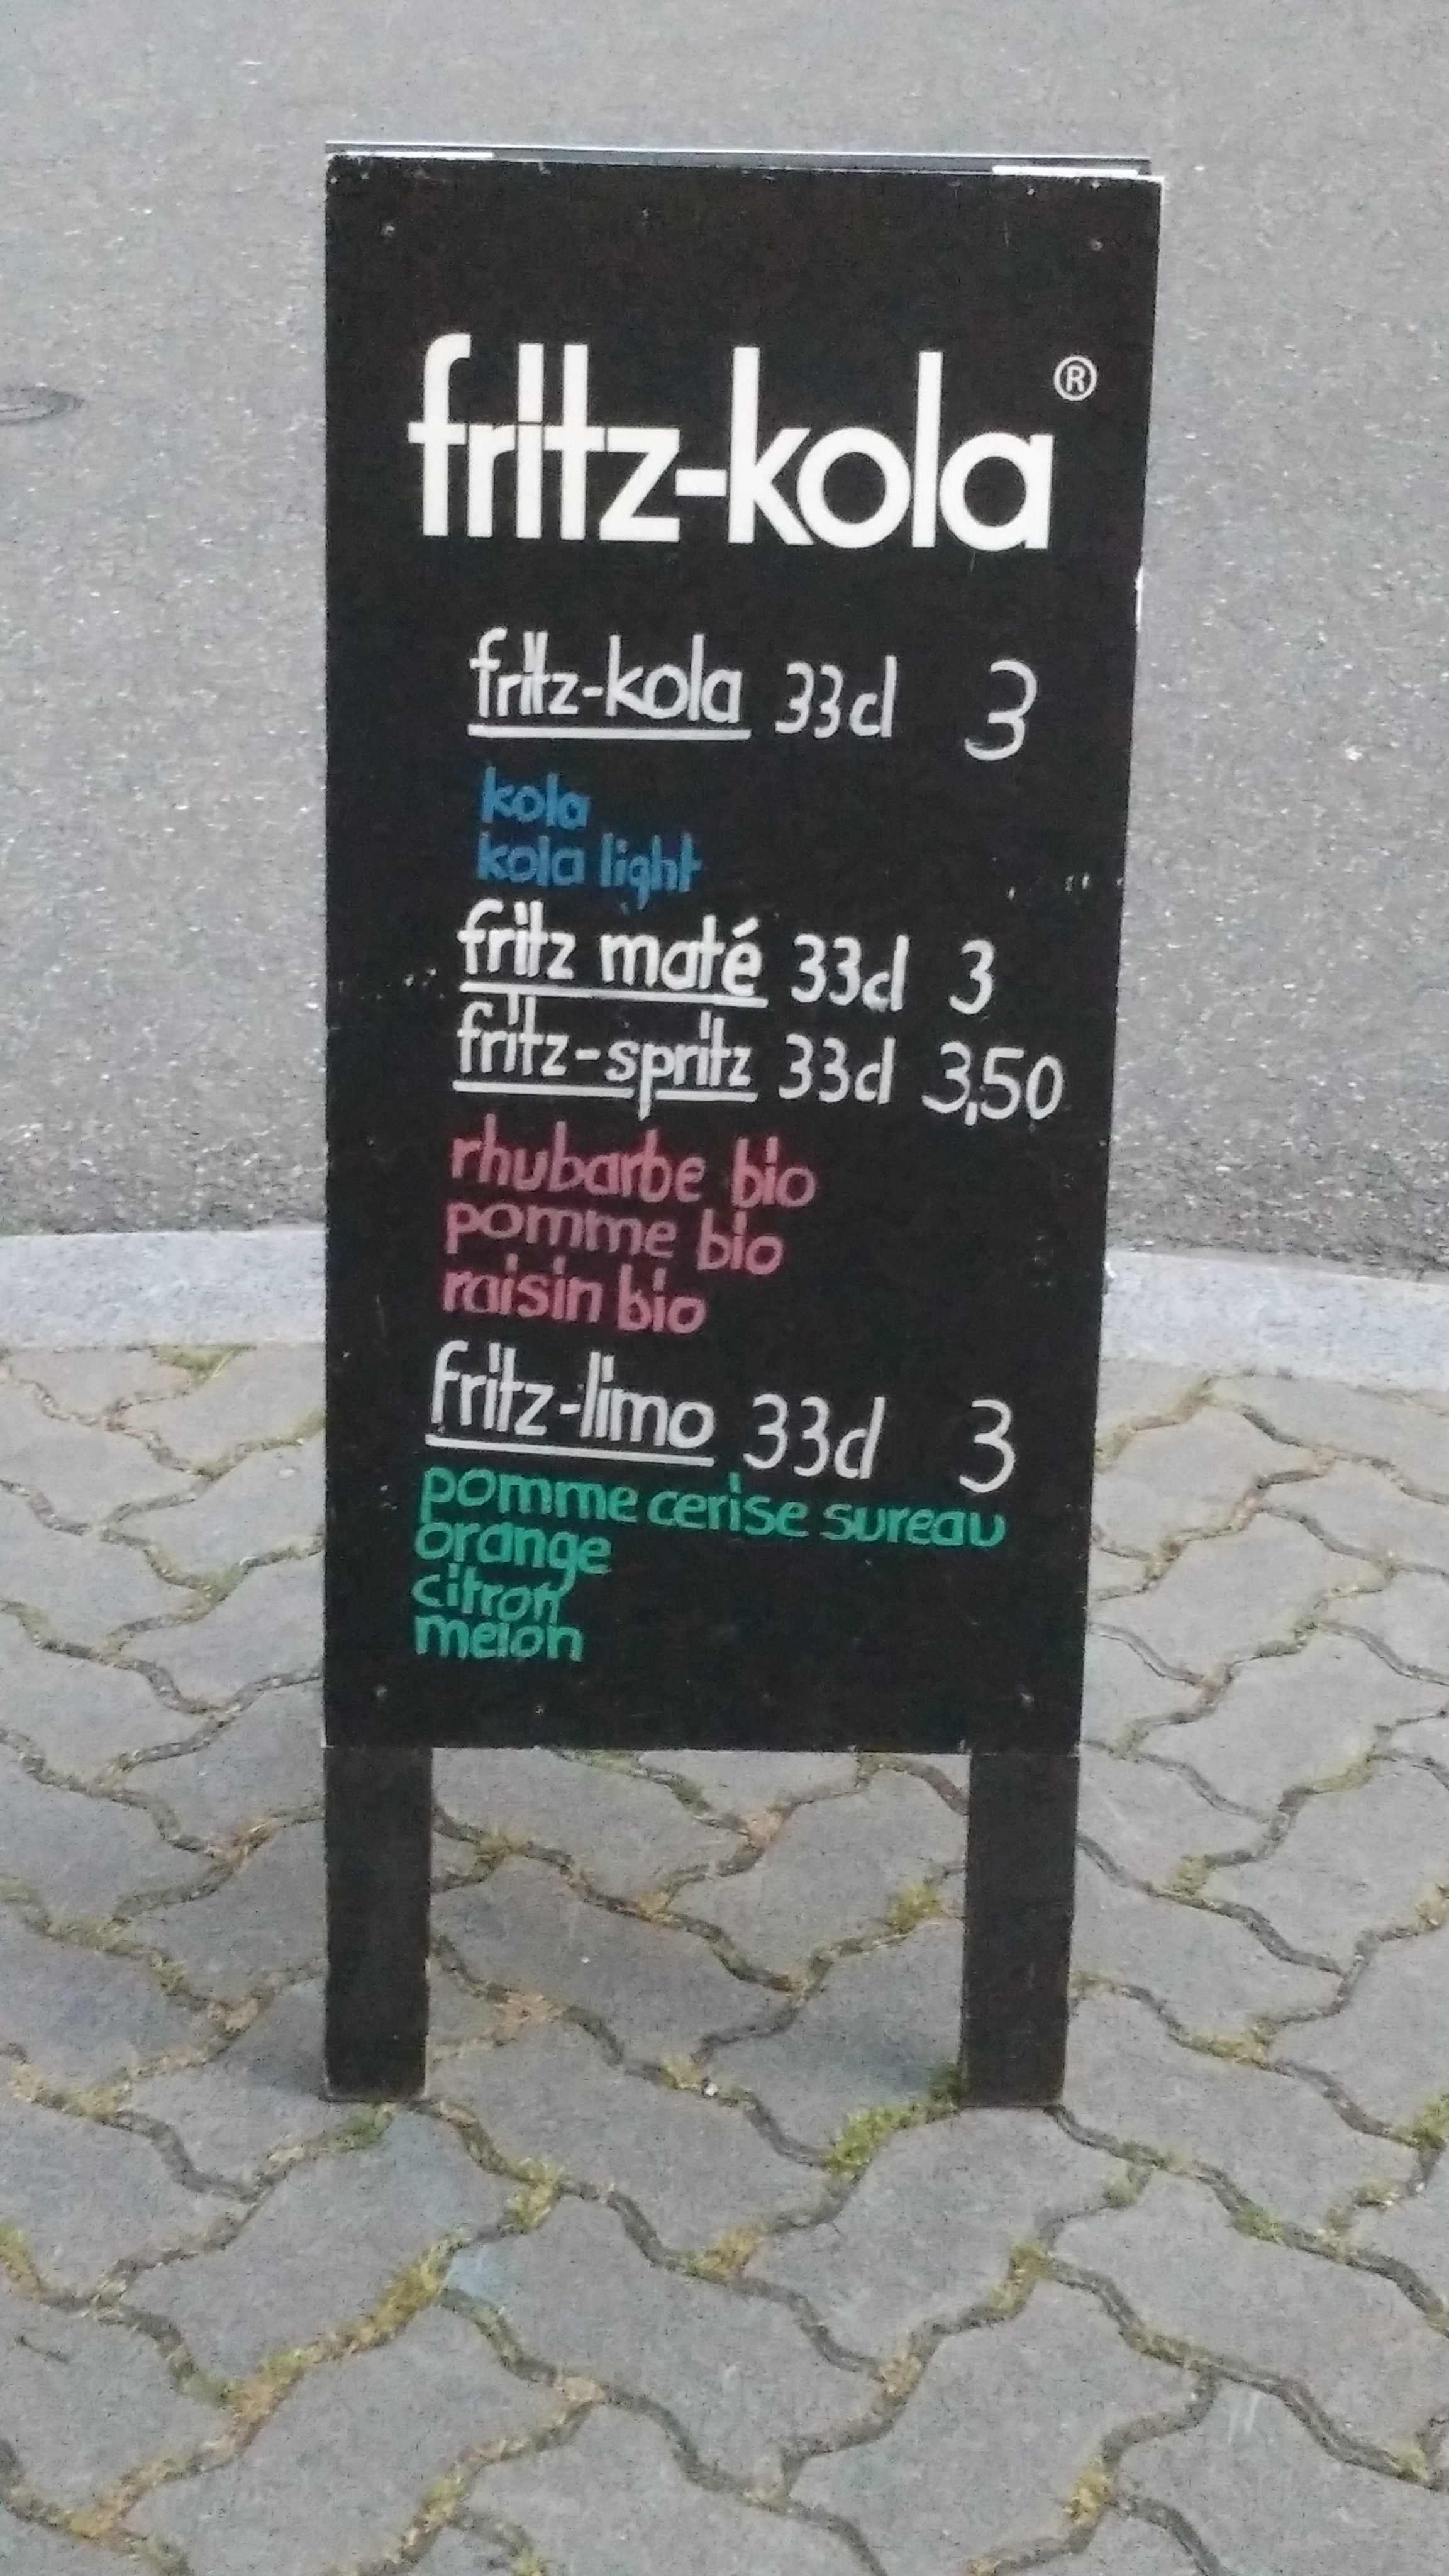 fritz-kola®
fritz-kola 33cl 3
kola
kola light
fritz maté 33cl 3
fritz-spritz 33cl 3,50
rhubarbe bio
pomme bio
raisin bio
fritz-limo 33cl 3
pomme cerise sureau
orange
citron
melon